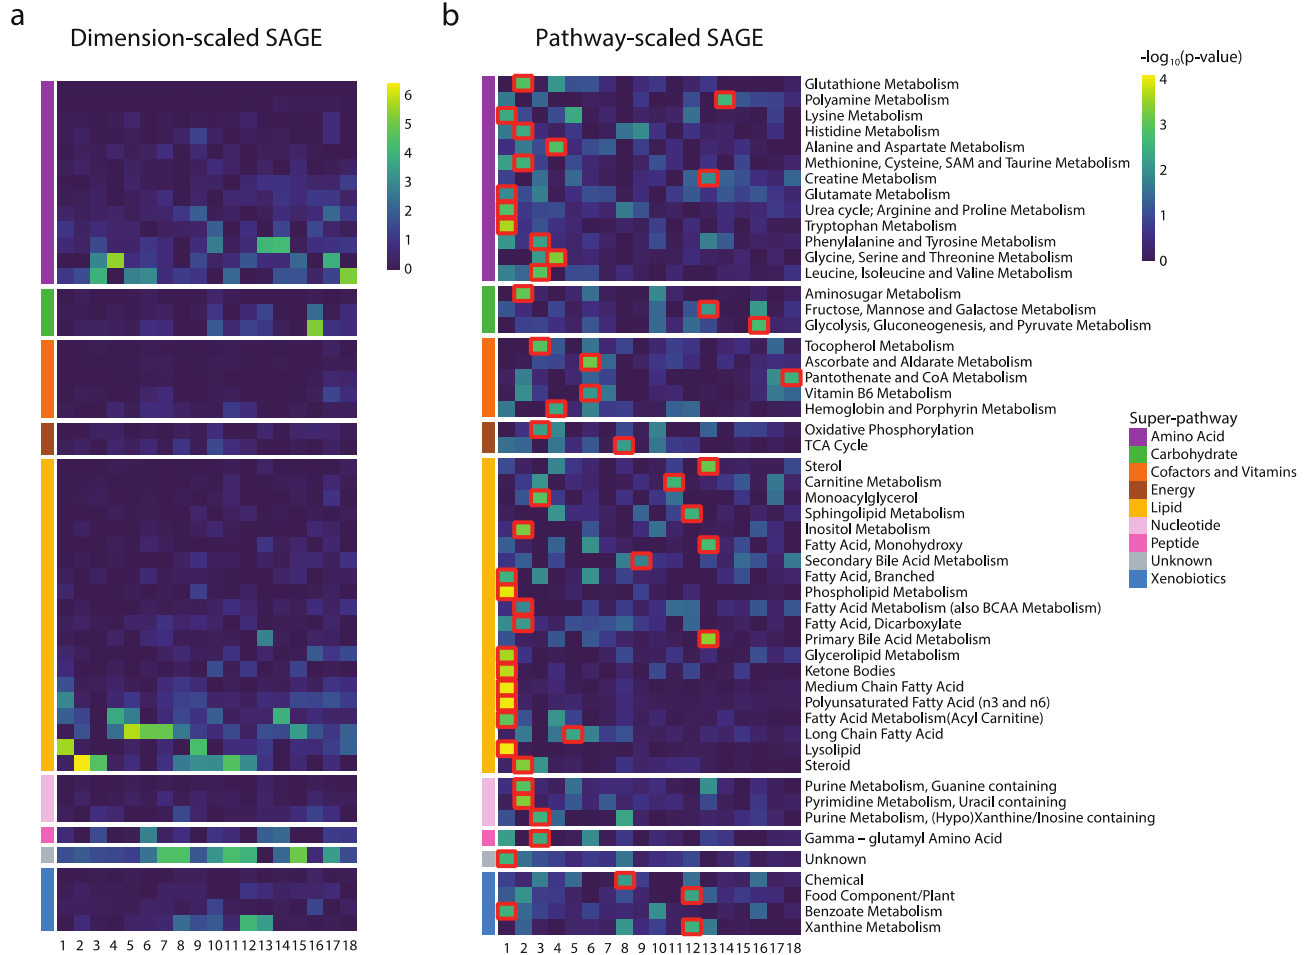 a
Dimension-scaled SAGE
6
5
4
3
2
1
0
1 2 3 4 5 6 7 8 9 10 11 12 13 14 15 16 17 18
b
Pathway-scaled SAGE
-log10(p-value)
4
3
2
1
0
Glutathione Metabolism
Polyamine Metabolism
Lysine Metabolism
Histidine Metabolism
Alanine and Aspartate Metabolism
Methionine, Cysteine, SAM and Taurine Metabolism
Creatine Metabolism
Glutamate Metabolism
Urea cycle; Arginine and Proline Metabolism
Tryptophan Metabolism
Phenylalanine and Tyrosine Metabolism
Glycine, Serine and Threonine Metabolism
Leucine, Isoleucine and Valine Metabolism
Aminosugar Metabolism
Fructose, Mannose and Galactose Metabolism
Glycolysis, Gluconeogenesis, and Pyruvate Metabolism
Tocopherol Metabolism
Ascorbate and Aldarate Metabolism
Pantothenate and CoA Metabolism
Vitamin B6 Metabolism
Hemoglobin and Porphyrin Metabolism
Oxidative Phosphorylation
TCA Cycle
Sterol
Carnitine Metabolism
Monoacylglycerol
Sphingolipid Metabolism
Inositol Metabolism
Fatty Acid, Monohydroxy
Secondary Bile Acid Metabolism
Fatty Acid, Branched
Phospholipid Metabolism
Fatty Acid Metabolism (also BCAA Metabolism)
Fatty Acid, Dicarboxylate
Primary Bile Acid Metabolism
Glycerolipid Metabolism
Ketone Bodies
Medium Chain Fatty Acid
Polyunsaturated Fatty Acid (n3 and n6)
Fatty Acid Metabolism(Acyl Carnitine)
Long Chain Fatty Acid
Lysolipid
Steroid
Purine Metabolism, Guanine containing
Pyrimidine Metabolism, Uracil containing
Purine Metabolism, (Hypo)Xanthine/Inosine containing
Gamma – glutamyl Amino Acid
Unknown
Chemical
Food Component/Plant
Benzoate Metabolism
Xanthine Metabolism
1 2 3 4 5 6 7 8 9 10 11 12 13 14 15 16 17 18
Super-pathway
Amino Acid
Carbohydrate
Cofactors and Vitamins
Energy
Lipid
Nucleotide
Peptide
Unknown
Xenobiotics